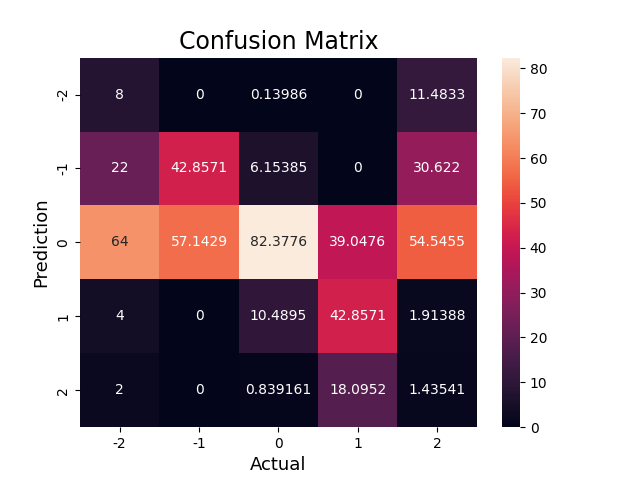 Confusion Matrix
80
70
60
50
40
30
20
10
0
Prediction
-2 8 0 0.13986 0 11.4833
-1 22 42.8571 6.15385 0 30.622
0 64 57.1429 82.3776 39.0476 54.5455
1 4 0 10.4895 42.8571 1.91388
2 2 0 0.839161 18.0952 1.43541
-2 -1 0 1 2
Actual